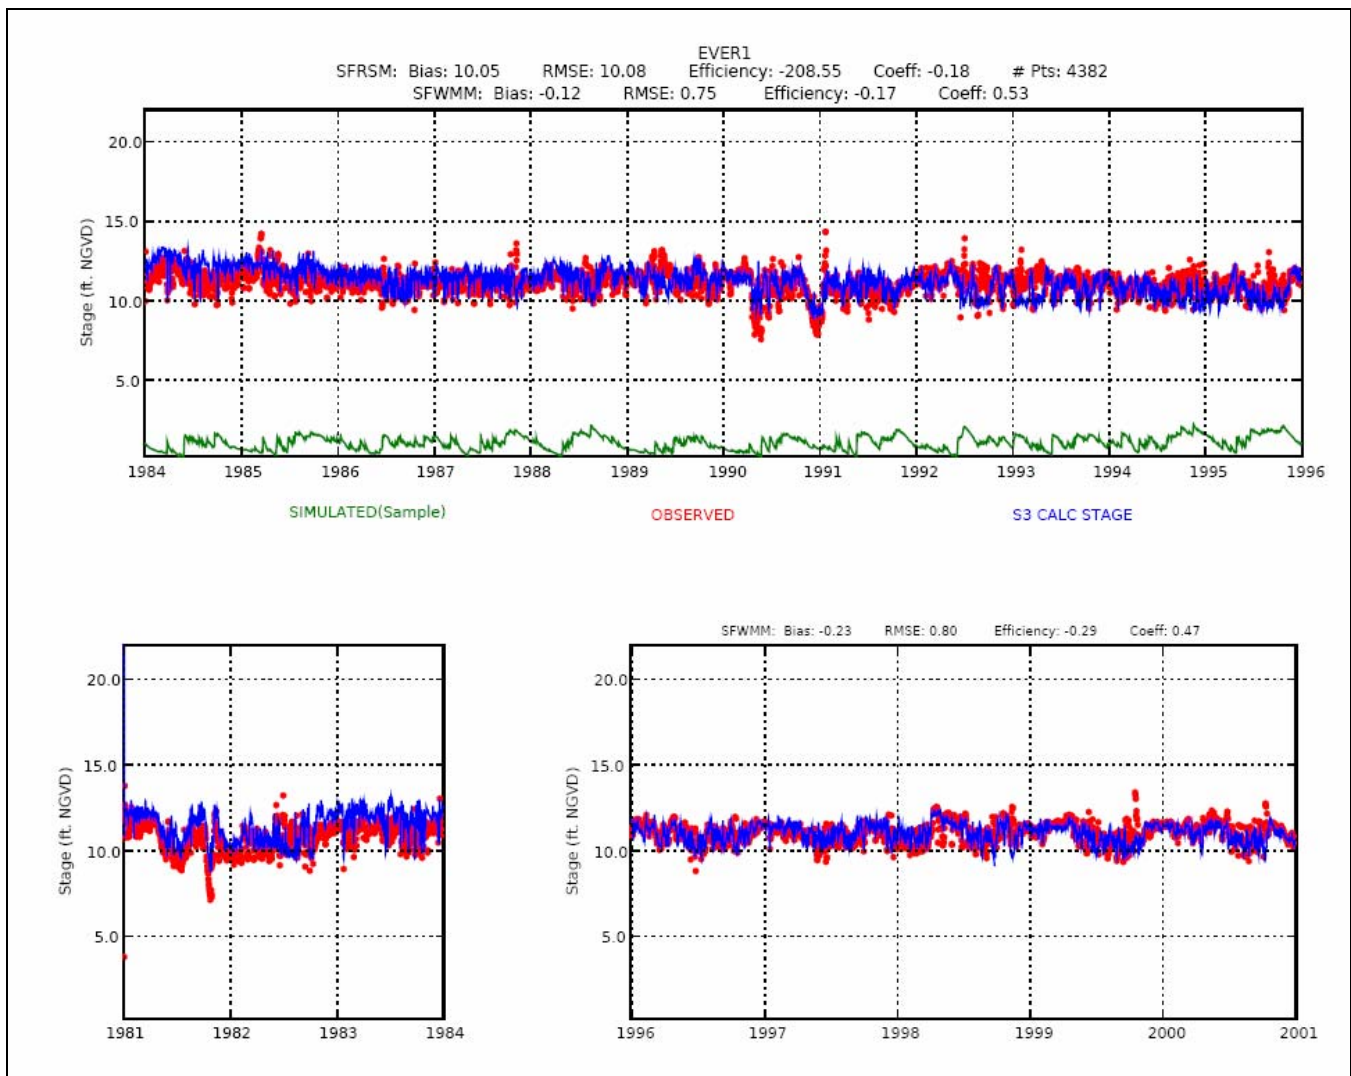 EVER1
SFRSM: Bias: 10.05 RMSE: 10.08 Efficiency: -208.55 Coeff: -0.18 # Pts: 4382
SFWMM: Bias: -0.12 RMSE: 0.75 Efficiency: -0.17 Coeff: 0.53
20.0
15.0
10.0
5.0
Stage (ft. NGVD)
1984 1985 1986 1987 1988 1989 1990 1991 1992 1993 1994 1995 1996
SIMULATED(Sample) OBSERVED S3 CALC STAGE
20.0
15.0
10.0
5.0
Stage (ft. NGVD)
1981 1982 1983 1984
SFWMM: Bias: -0.23 RMSE: 0.80 Efficiency: -0.29 Coeff: 0.47
20.0
15.0
10.0
5.0
Stage (ft. NGVD)
1996 1997 1998 1999 2000 2001